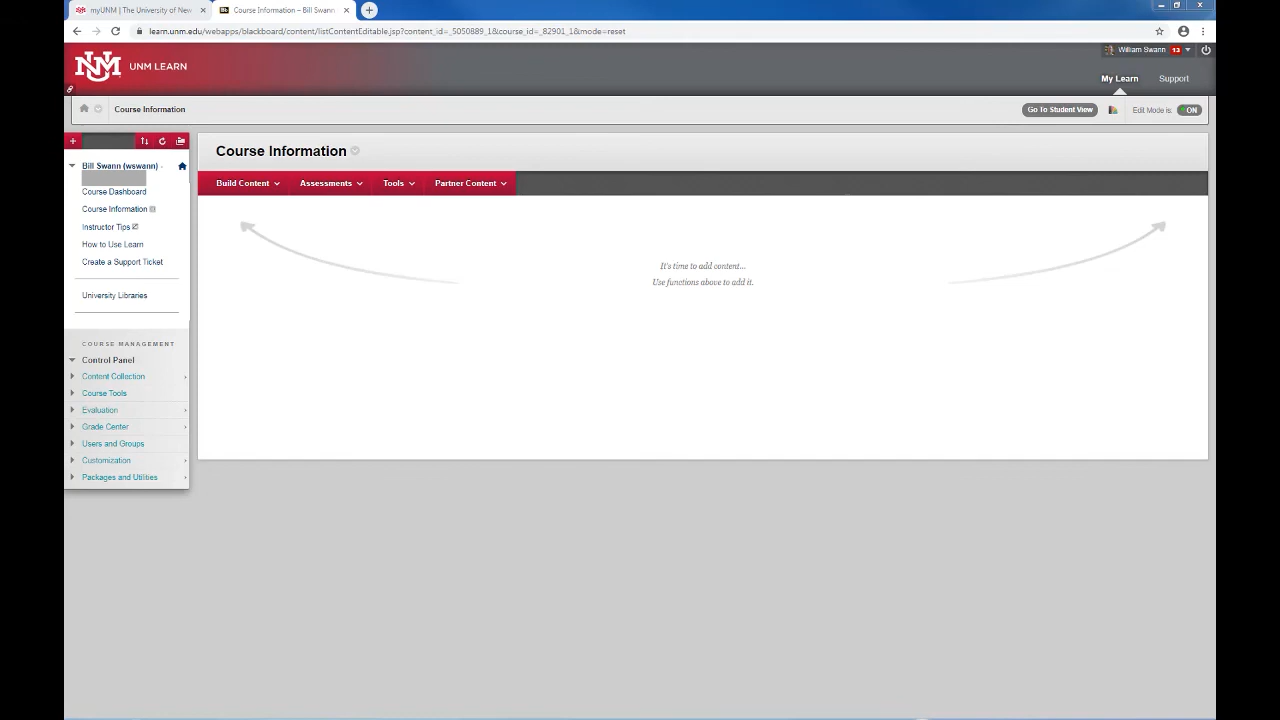 myUNM | The University of New
Course Information – Bill Swann
learn.unm.edu/webapps/blackboard/content/listContentEditable.jsp?content_id=_5050889_1&course_id=_82901_1&mode=reset
UNM
UNM LEARN
William Swann 13
My Learn
Support
Course Information
Go To Student View
Edit Mode is: ON
Bill Swann (wswann) -
Course Dashboard
Course Information
Instructor Tips
How to Use Learn
Create a Support Ticket
University Libraries
COURSE MANAGEMENT
Control Panel
Content Collection
Course Tools
Evaluation
Grade Center
Users and Groups
Customization
Packages and Utilities
Course Information
Build Content
Assessments
Tools
Partner Content
It's time to add content...
Use functions above to add it.